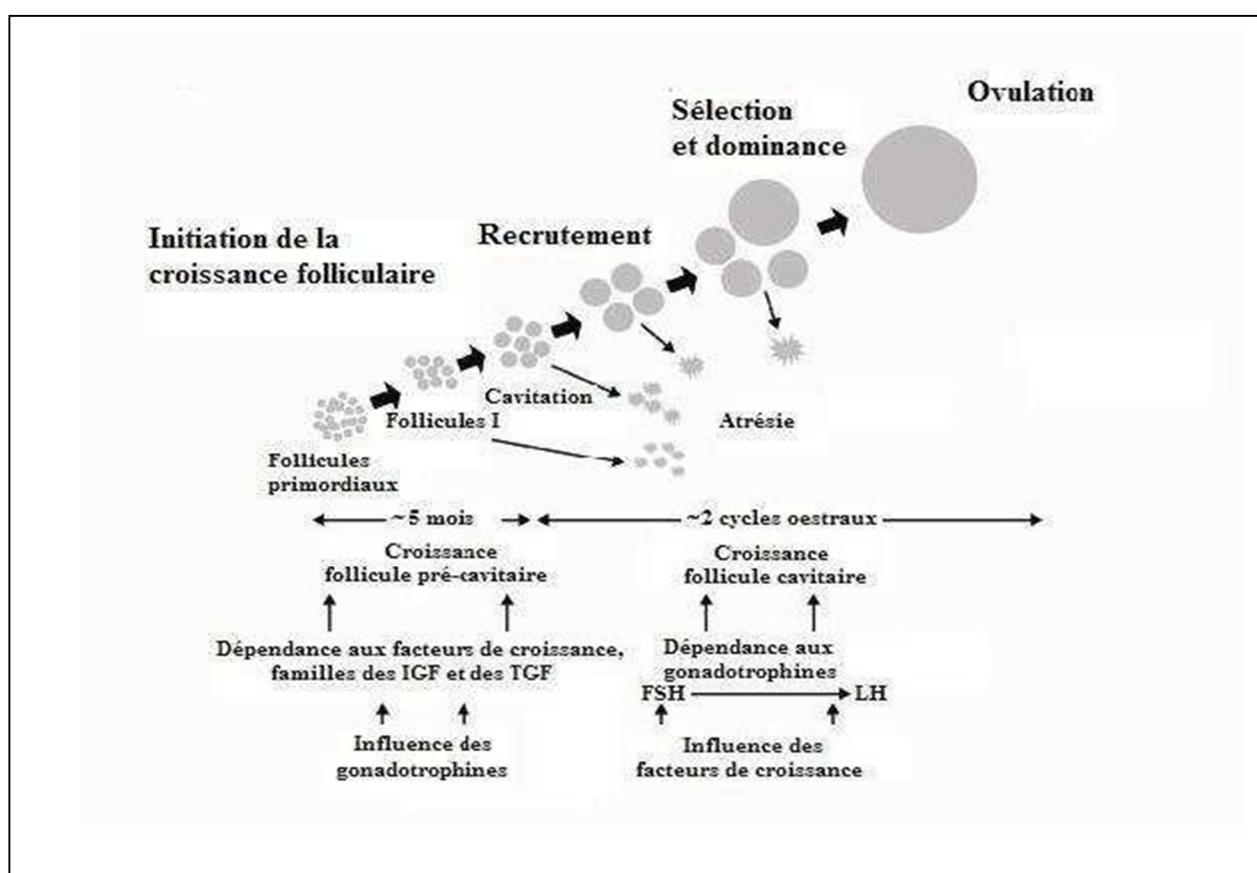 Ovulation
Sélection
et dominance
Recrutement
Initiation de la
croissance folliculaire
Cavitation
Follicules I
Atrésie
Follicules
primordiaux
~5 mois
~2 cycles oestraux
Croissance
follicule pré-cavitaire
Croissance
follicule cavitaire
Dépendance aux facteurs de croissance,
familles des IGF et des TGF
Dépendance aux
gonadotrophines
FSH
LH
Influence des
gonadotrophines
Influence des
facteurs de croissance